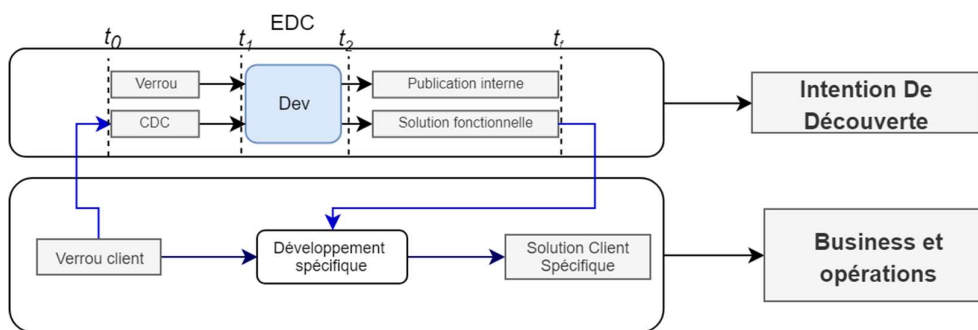 EDC
t0
t1
t2
tf
Verrou
Publication interne
Dev
CDC
Solution fonctionnelle
Intention De
Découverte
Verrou client
Développement
spécifique
Solution Client
Spécifique
Business et
opérations